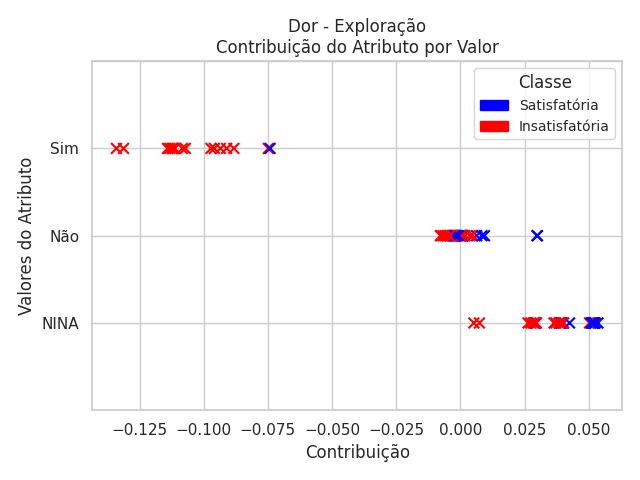 Dor - Exploração
Contribuição do Atributo por Valor
Classe
Satisfatória
Insatisfatória
Valores do Atributo
Sim
Não
NINA
−0.125 −0.100 −0.075 −0.050 −0.025 0.000 0.025 0.050
Contribuição